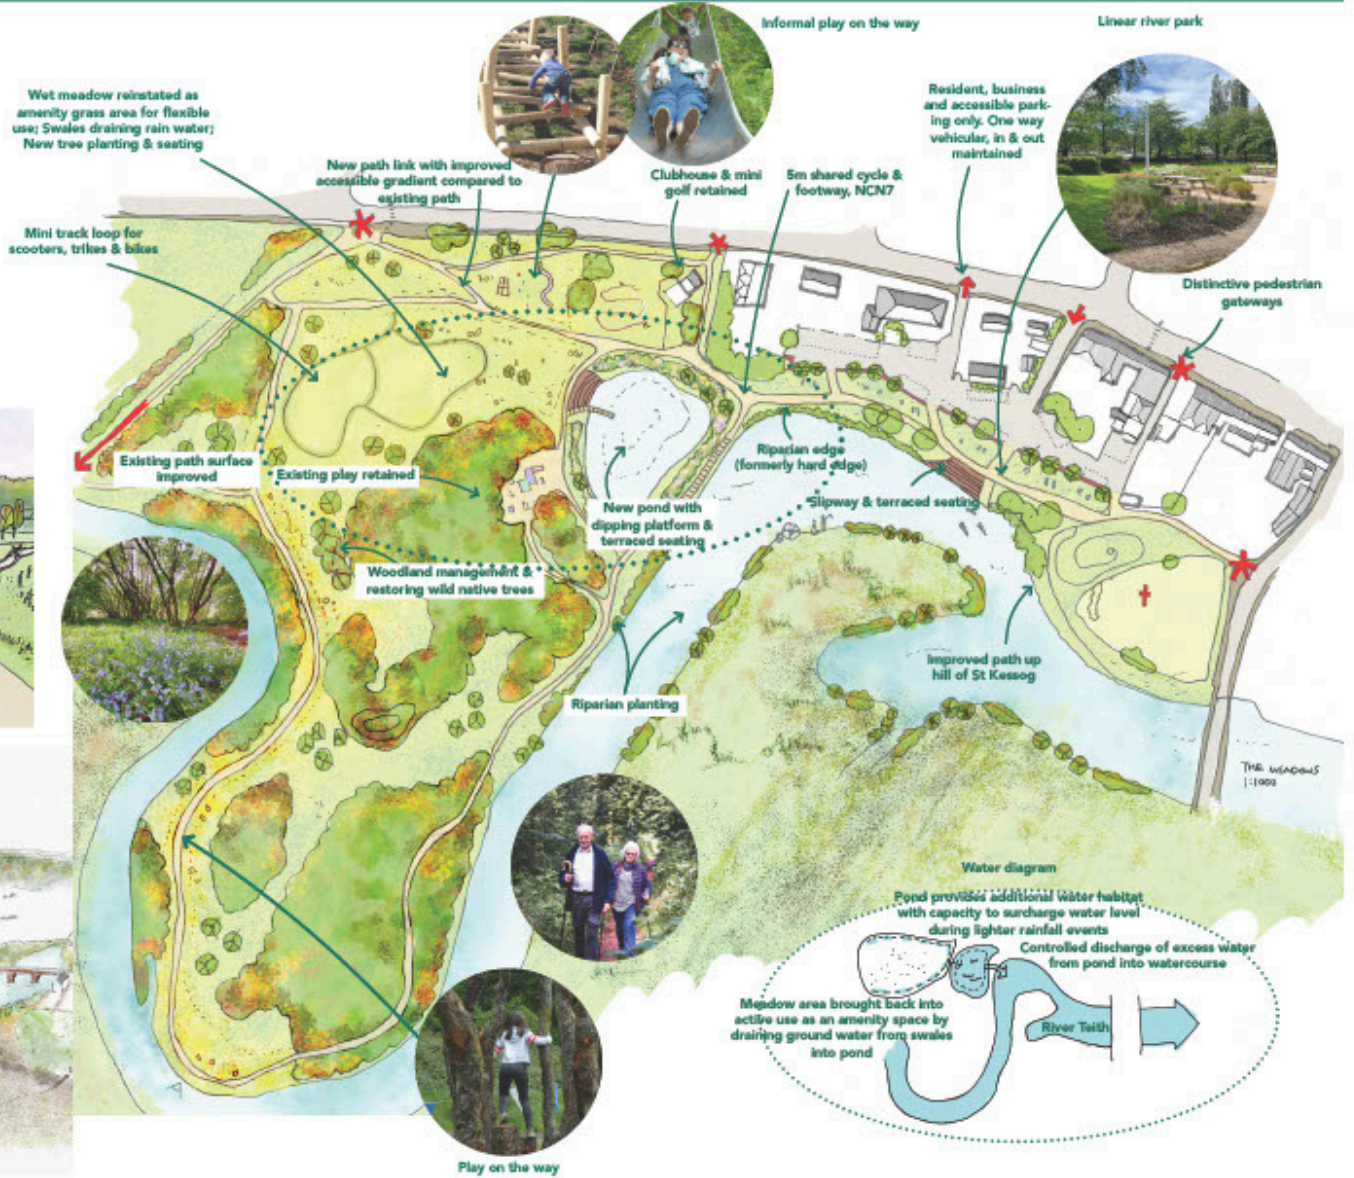 Informal play on the way
Linear river park
Wet meadow reinstated as
amenity grass area for flexible
use; Swales draining rain water;
New tree planting & seating
Resident, business
and accessible park-
ing only. One way
vehicular, in & out
maintained
New path link with improved
accessible gradient compared to
existing path
Clubhouse & mini
golf retained
5m shared cycle &
footway, NCN7
Mini track loop for
scooters, trikes & bikes
Distinctive pedestrian
gateways
Existing path surface
improved
Existing play retained
Riparian edge
(formerly hard edge)
Slipway & terraced seating
New pond with
dipping platform &
terraced seating
Woodland management &
restoring wild native trees
Improved path up
hill of St Kessog
Riparian planting
THE MEADOWS
1:1000
Water diagram
Pond provides additional water habitat
with capacity to surcharge water level
during lighter rainfall events
Controlled discharge of excess water
from pond into watercourse
Meadow area brought back into
active use as an amenity space by
draining ground water from swales
into pond
River Teith
Play on the way